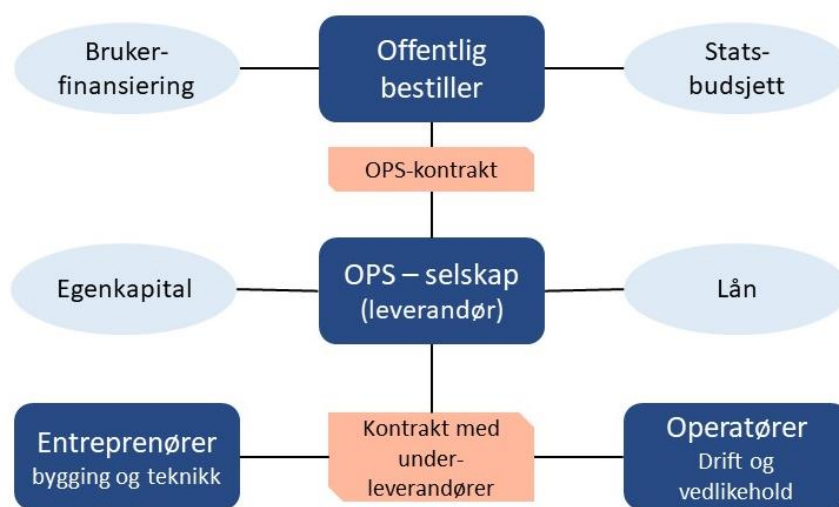 Bruker-
finansiering
Offentlig
bestiller
Stats-
budsjett
OPS-kontrakt
Egenkapital
OPS – selskap
(leverandør)
Lån
Entreprenører
bygging og teknikk
Kontrakt med
under-
leverandører
Operatører
Drift og
vedlikehold